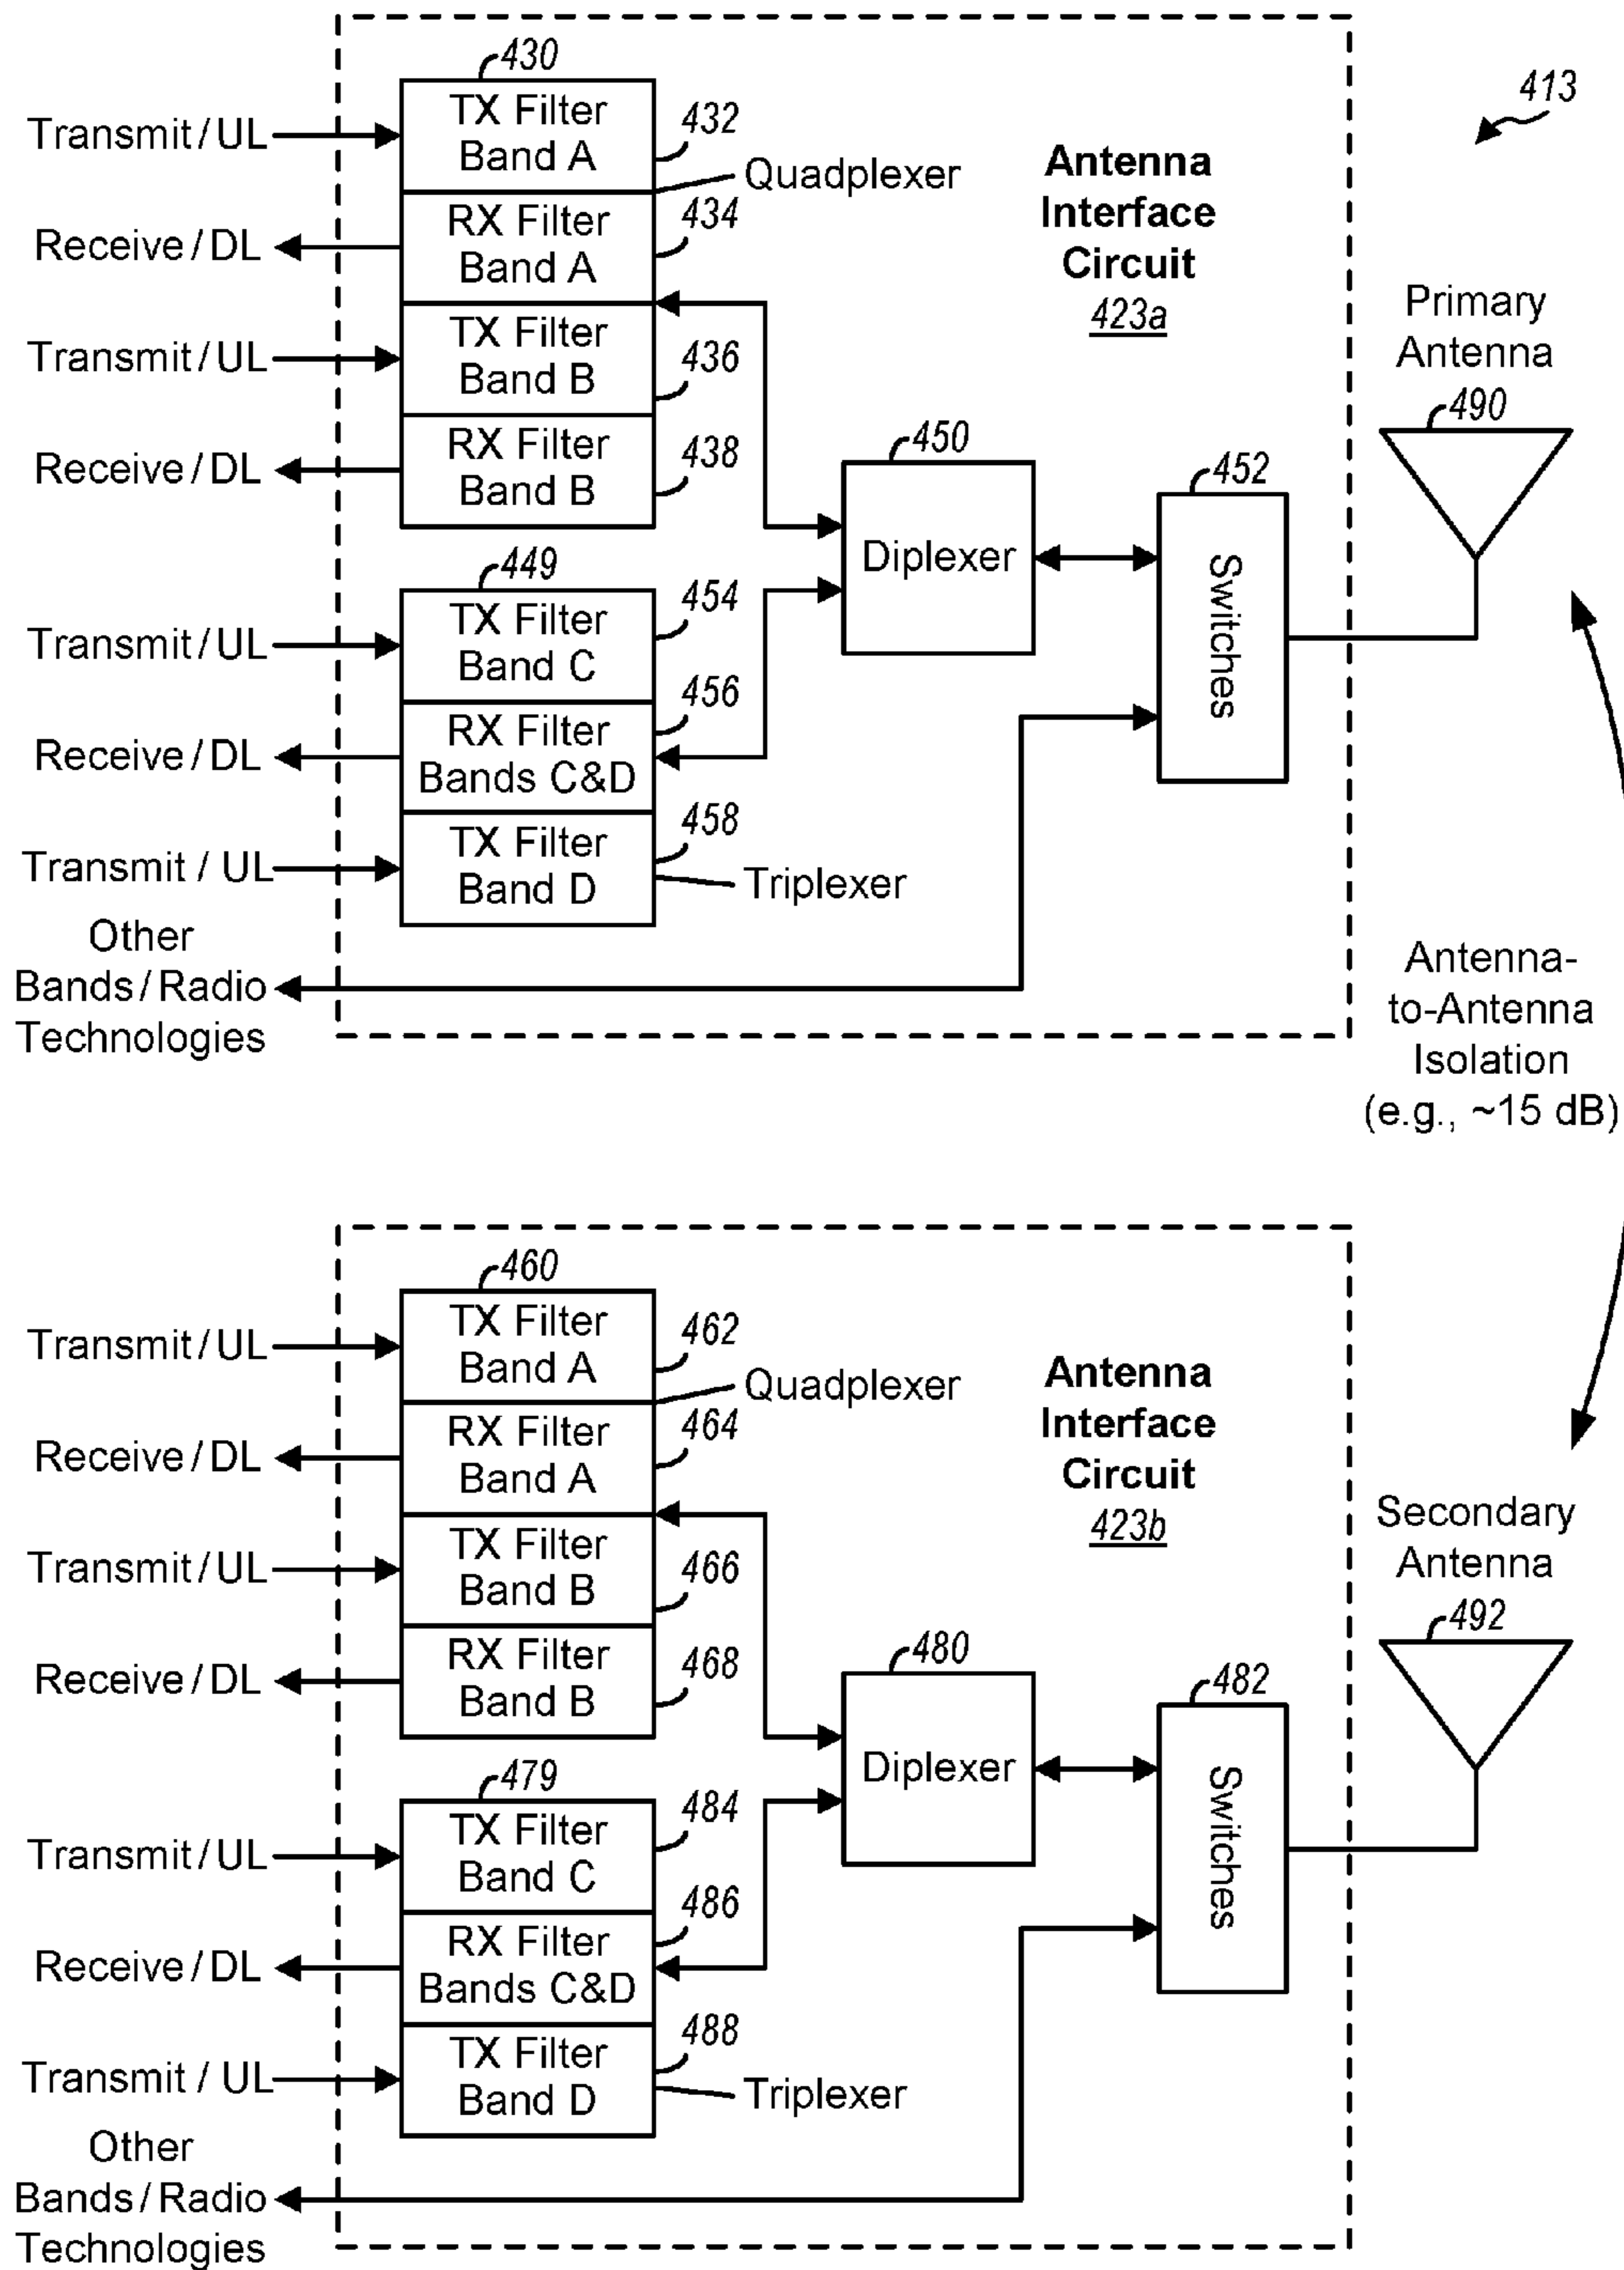 430
TX Filter
Band A
432
Transmit / UL
Quadplexer
RX Filter
Band A
434
Receive / DL
TX Filter
Band B
436
Transmit / UL
RX Filter
Band B
438
Receive / DL
Antenna
Interface
Circuit
423a
413
Primary
Antenna
490
450
Diplexer
452
Switches
449
TX Filter
Band C
454
Transmit / UL
RX Filter
Bands C&D
456
Receive / DL
TX Filter
Band D
458
Transmit / UL
Triplexer
Other
Bands / Radio
Technologies
Antenna-
to-Antenna
Isolation
(e.g., ~15 dB)
460
TX Filter
Band A
462
Transmit / UL
Quadplexer
RX Filter
Band A
464
Receive / DL
TX Filter
Band B
466
Transmit / UL
RX Filter
Band B
468
Receive / DL
Antenna
Interface
Circuit
423b
Secondary
Antenna
492
480
Diplexer
482
Switches
479
TX Filter
Band C
484
Transmit / UL
RX Filter
Bands C&D
486
Receive / DL
TX Filter
Band D
488
Transmit / UL
Triplexer
Other
Bands / Radio
Technologies